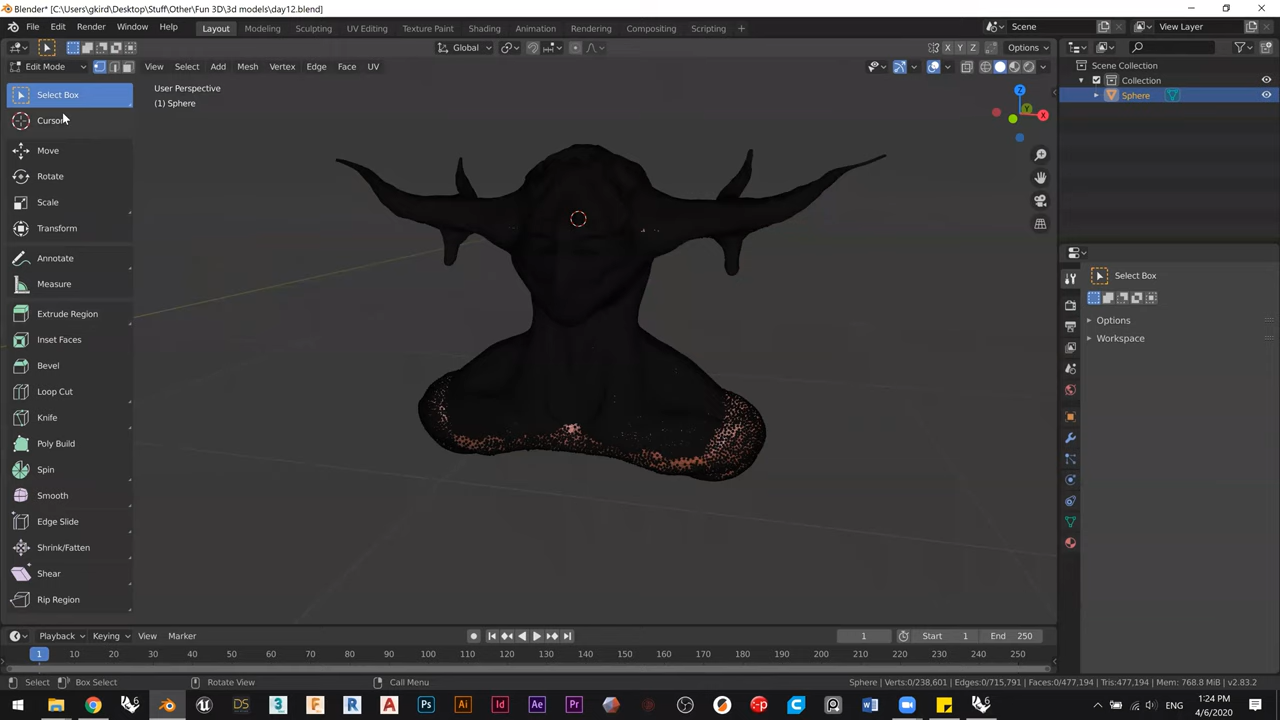 Blender* [C:\Users\gkird\Desktop\Stuff\Other\Fun 3D\3d models\day12.blend]
File Edit Render Window Help Layout Modeling Sculpting UV Editing Texture Paint Shading Animation Rendering Compositing Scripting Scene View Layer
Global X Y Z Options
Edit Mode View Select Add Mesh Vertex Edge Face UV
Scene Collection
Collection
Sphere
Select Box
Cursor
Move
Rotate
Scale
Transform
Annotate
Measure
Extrude Region
Inset Faces
Bevel
Loop Cut
Knife
Poly Build
Spin
Smooth
Edge Slide
Shrink/Fatten
Shear
Rip Region
User Perspective
(1) Sphere
Z
Y
X
Select Box
Options
Workspace
Playback Keying View Marker 1 Start 1 End 250
1 10 20 30 40 50 60 70 80 90 100 110 120 130 140 150 160 170 180 190 200 210 220 230 240 250
Select Box Select Rotate View Call Menu Sphere | Verts:0/238,601 | Edges:0/715,791 | Faces:0/477,194 | Tris:477,194 | Mem: 768.8 MiB | v2.83.2
DS 3 F R A Ps Ai Id Ae Pr W
1:24 PM
4/6/2020